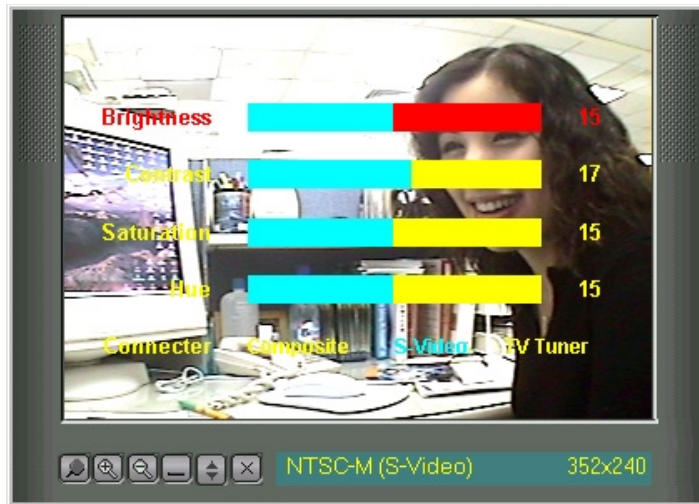 Brightness 15
Contrast 17
Saturation 15
Hue 15
Connecter Composite S-Video TV Tuner
NTSC-M (S-Video) 352x240